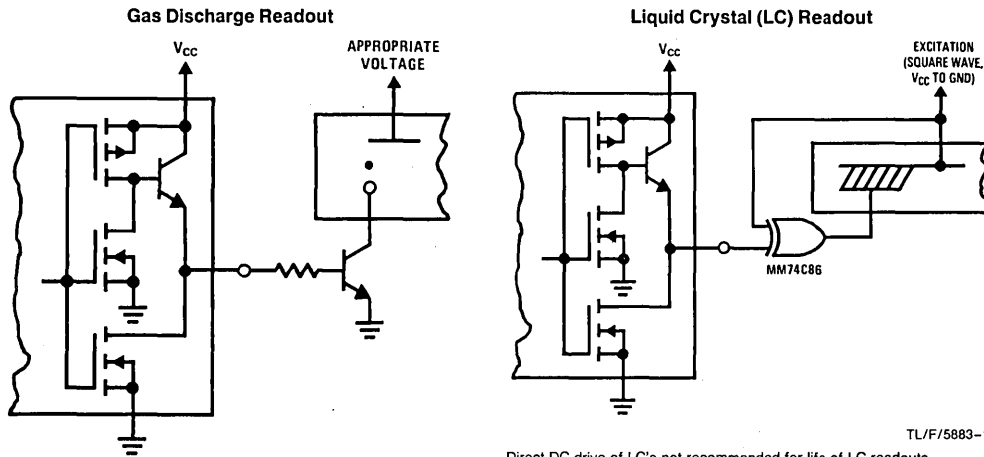 Gas Discharge Readout
VCC
APPROPRIATE
VOLTAGE
Liquid Crystal (LC) Readout
VCC
EXCITATION
(SQUARE WAVE,
VCC TO GND)
MM74C86
TL/F/5883-
Direct DC drive of LC's not recommended for life of LC readouts